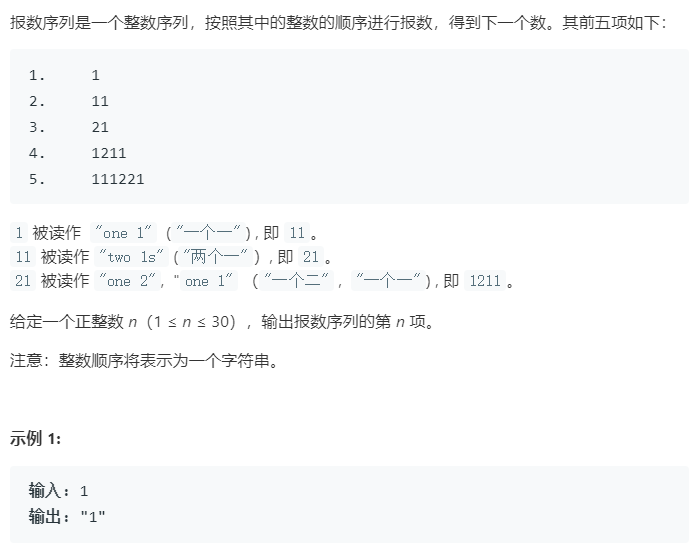 报数序列是一个整数序列，按照其中的整数的顺序进行报数，得到下一个数。其前五项如下：
1. 1
2. 11
3. 21
4. 1211
5. 111221
1 被读作 "one 1" ("一个一")，即 11。
11 被读作 "two 1s" ("两个一")，即 21。
21 被读作 "one 2", "one 1" ("一个二", "一个一")，即 1211。
给定一个正整数 n（1 ≤ n ≤ 30），输出报数序列的第 n 项。
注意：整数顺序将表示为一个字符串。
示例 1:
输入: 1
输出: "1"